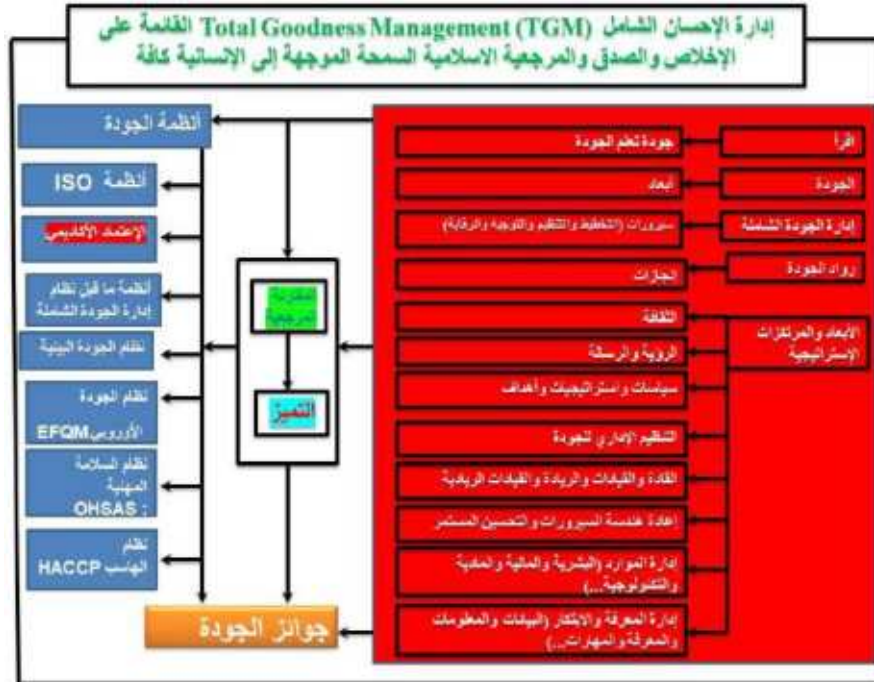 إدارة الإحسان الشامل Total Goodness Management (TGM) القائمة على
الإخلاص والصدق والمرجعية الاسلامية السمحة الموجهة إلى الإنسانية كافة
اقرأ
جودة تعلم الجودة
الجودة
أبعاد
إدارة الجودة الشاملة
سيرورات (التخطيط والتنظيم والتوجيه والرقابة)
رواد الجودة
انجازات
الأبعاد والمرتكزات
الإستراتيجية
الثقافة
الرؤية والرسالة
سياسات واستراتيجيات وأهداف
التنظيم الإداري للجودة
القادة والقيادات والريادة والقيادات الريادية
إعادة هندسة السيرورات والتحسين المستمر
إدارة الموارد (البشرية والمالية والمادية
والتكنولوجية...)
إدارة المعرفة والابتكار (البيانات والمعلومات
والمعرفة والمهارات...)
المقارنة
المرجعية
التميز
أنظمة الجودة
أنظمة ISO
الإعتماد الأكاديمي
أنظمة ما قبل نظام
إدارة الجودة الشاملة
نظام الجودة البيئية
نظام الجودة
الأوروبي EFQM
نظام السلامة
المهنية
OHSAS :
نظام
الهاسب HACCP
جوائز الجودة